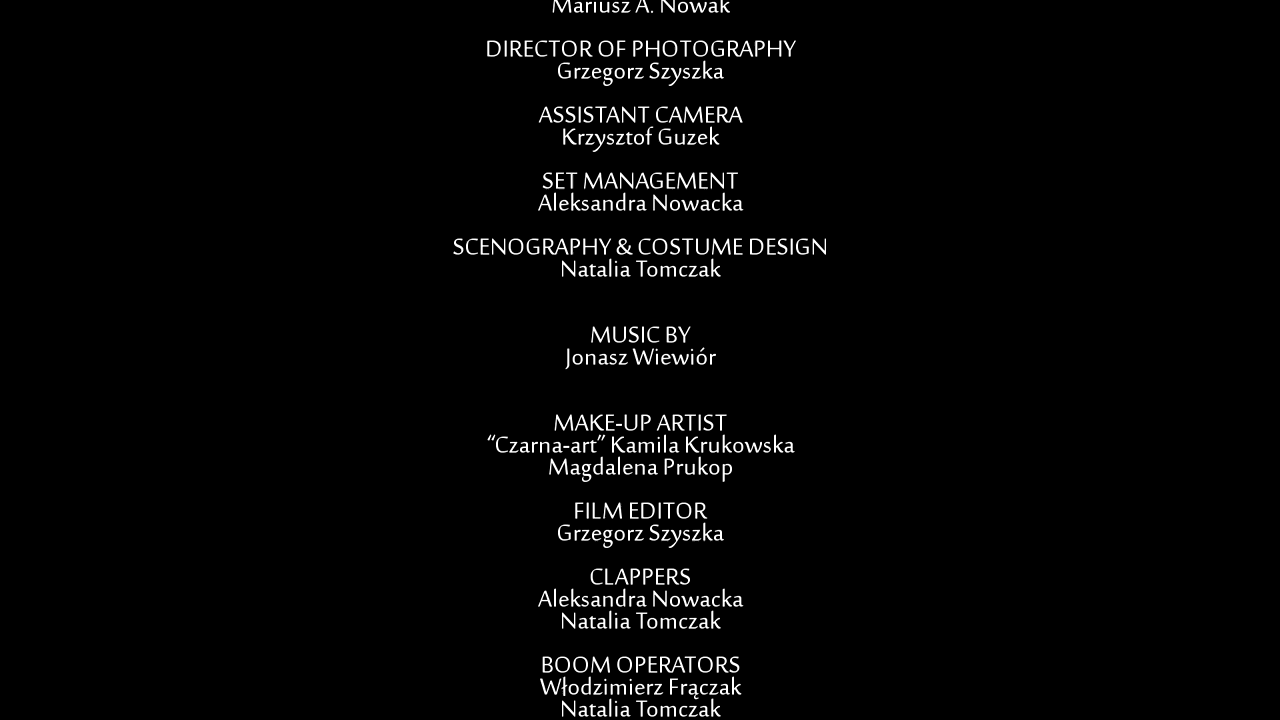 Mariusz A. Nowak
DIRECTOR OF PHOTOGRAPHY
Grzegorz Szyszka
ASSISTANT CAMERA
Krzysztof Guzek
SET MANAGEMENT
Aleksandra Nowacka
SCENOGRAPHY & COSTUME DESIGN
Natalia Tomczak
MUSIC BY
Jonasz Wiewiór
MAKE-UP ARTIST
“Czarna-art” Kamila Krukowska
Magdalena Prukop
FILM EDITOR
Grzegorz Szyszka
CLAPPERS
Aleksandra Nowacka
Natalia Tomczak
BOOM OPERATORS
Włodzimierz Frączak
Natalia Tomczak